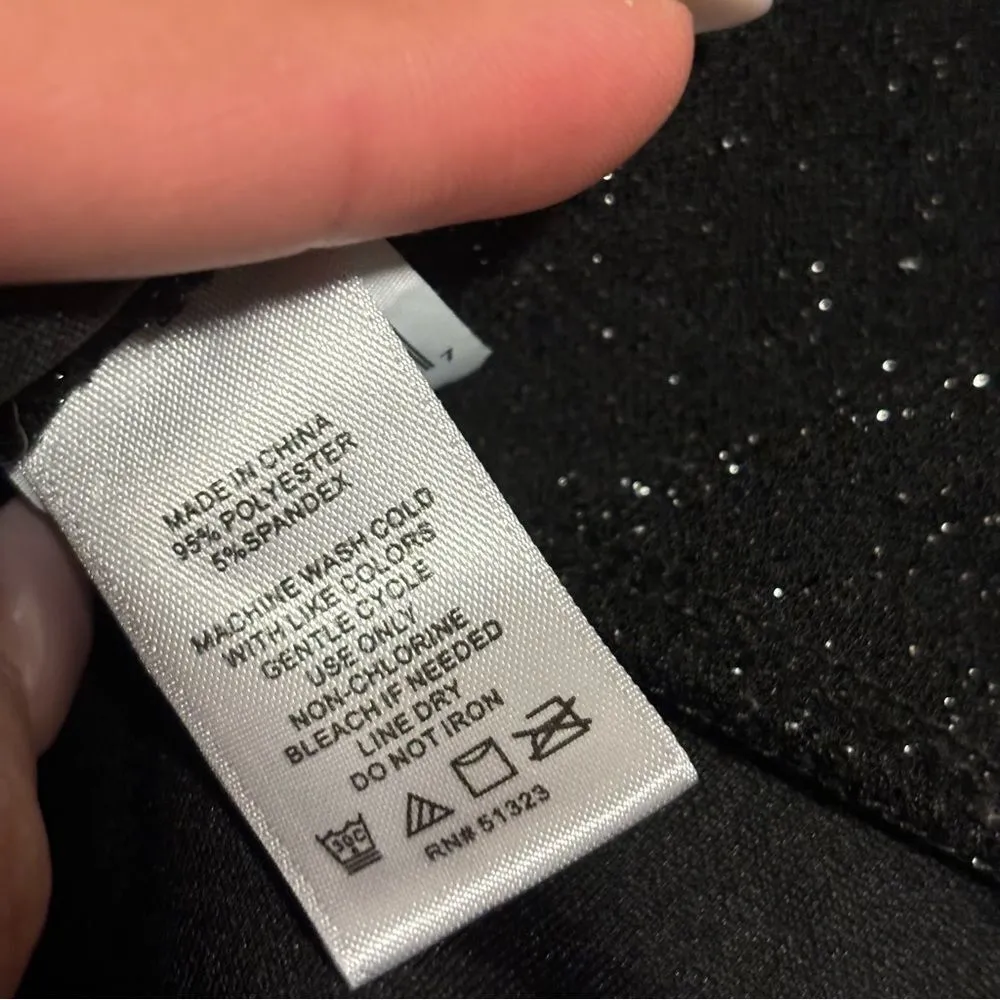 MADE IN CHINA
95% POLYESTER
5%SPANDEX
MACHINE WASH COLD
WITH LIKE COLORS
GENTLE CYCLE
USE ONLY
NON-CHLORINE
BLEACH IF NEEDED
LINE DRY
DO NOT IRON
30C
RN# 51323